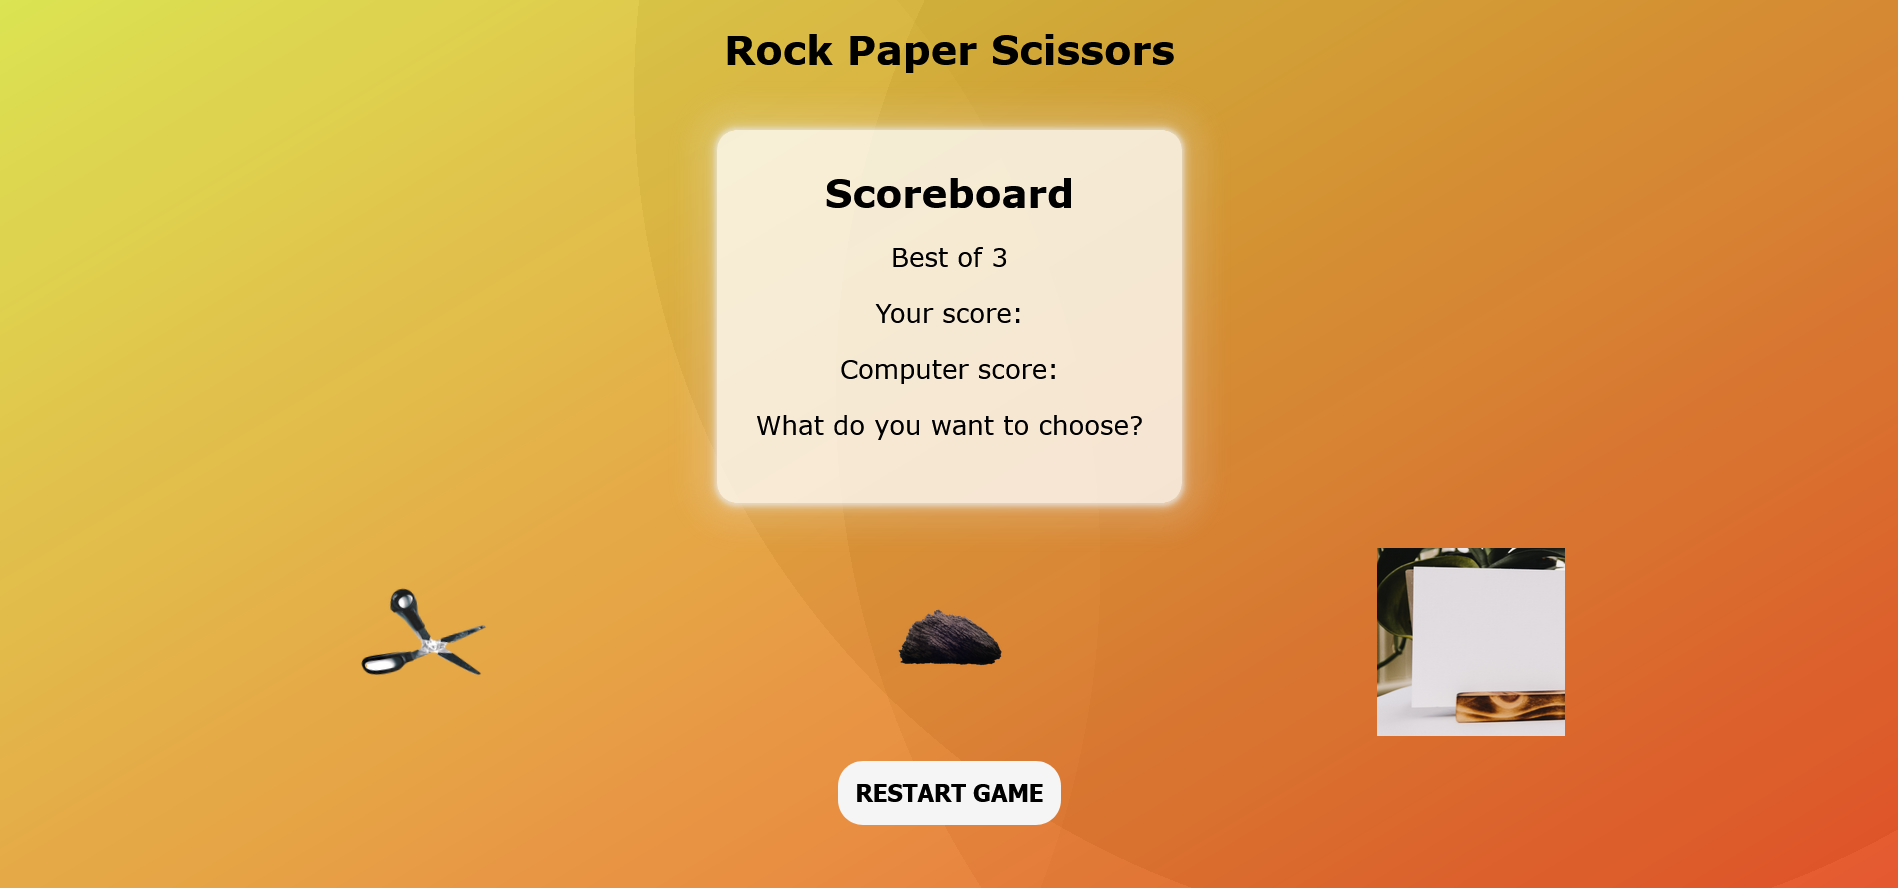 Rock Paper Scissors
Scoreboard
Best of 3
Your score:
Computer score:
What do you want to choose?
RESTART GAME